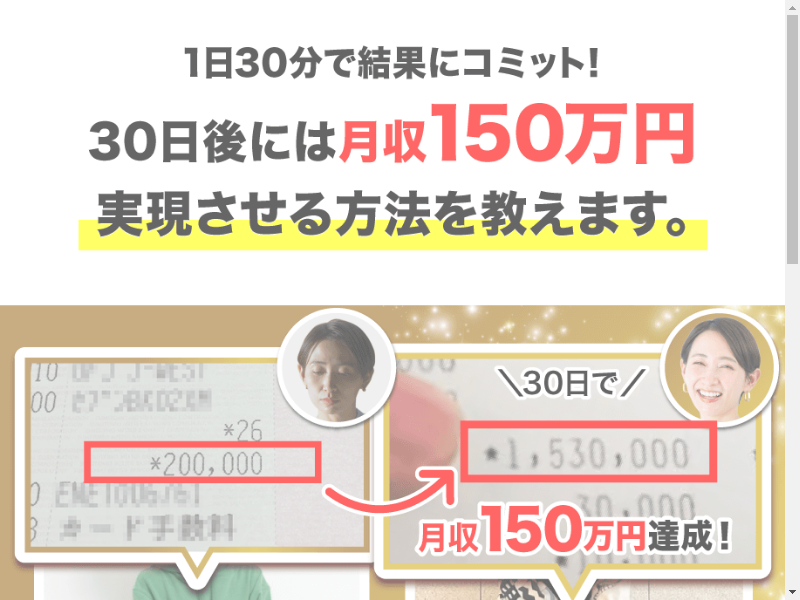 1日30分で結果にコミット!
30日後には月収150万円
実現させる方法を教えます。
*26
*200,000
カード手数料
\30日で/
*1,530,000
月収150万円達成!